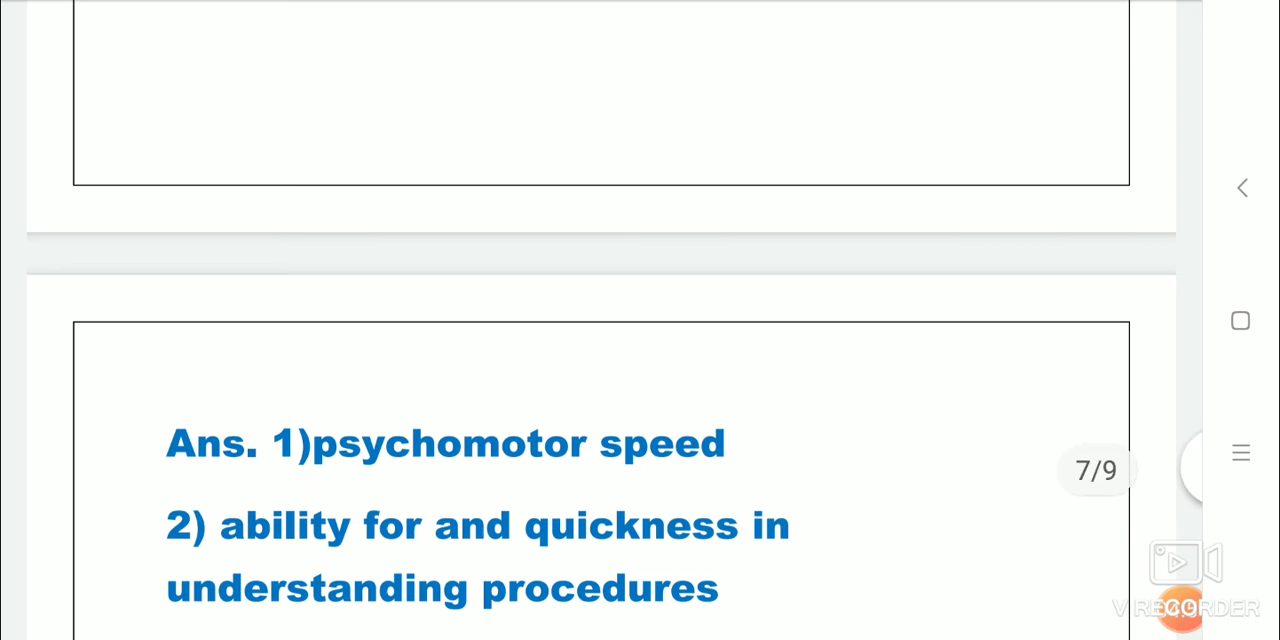 Ans. 1)psychomotor speed
7/9
2) ability for and quickness in
understanding procedures